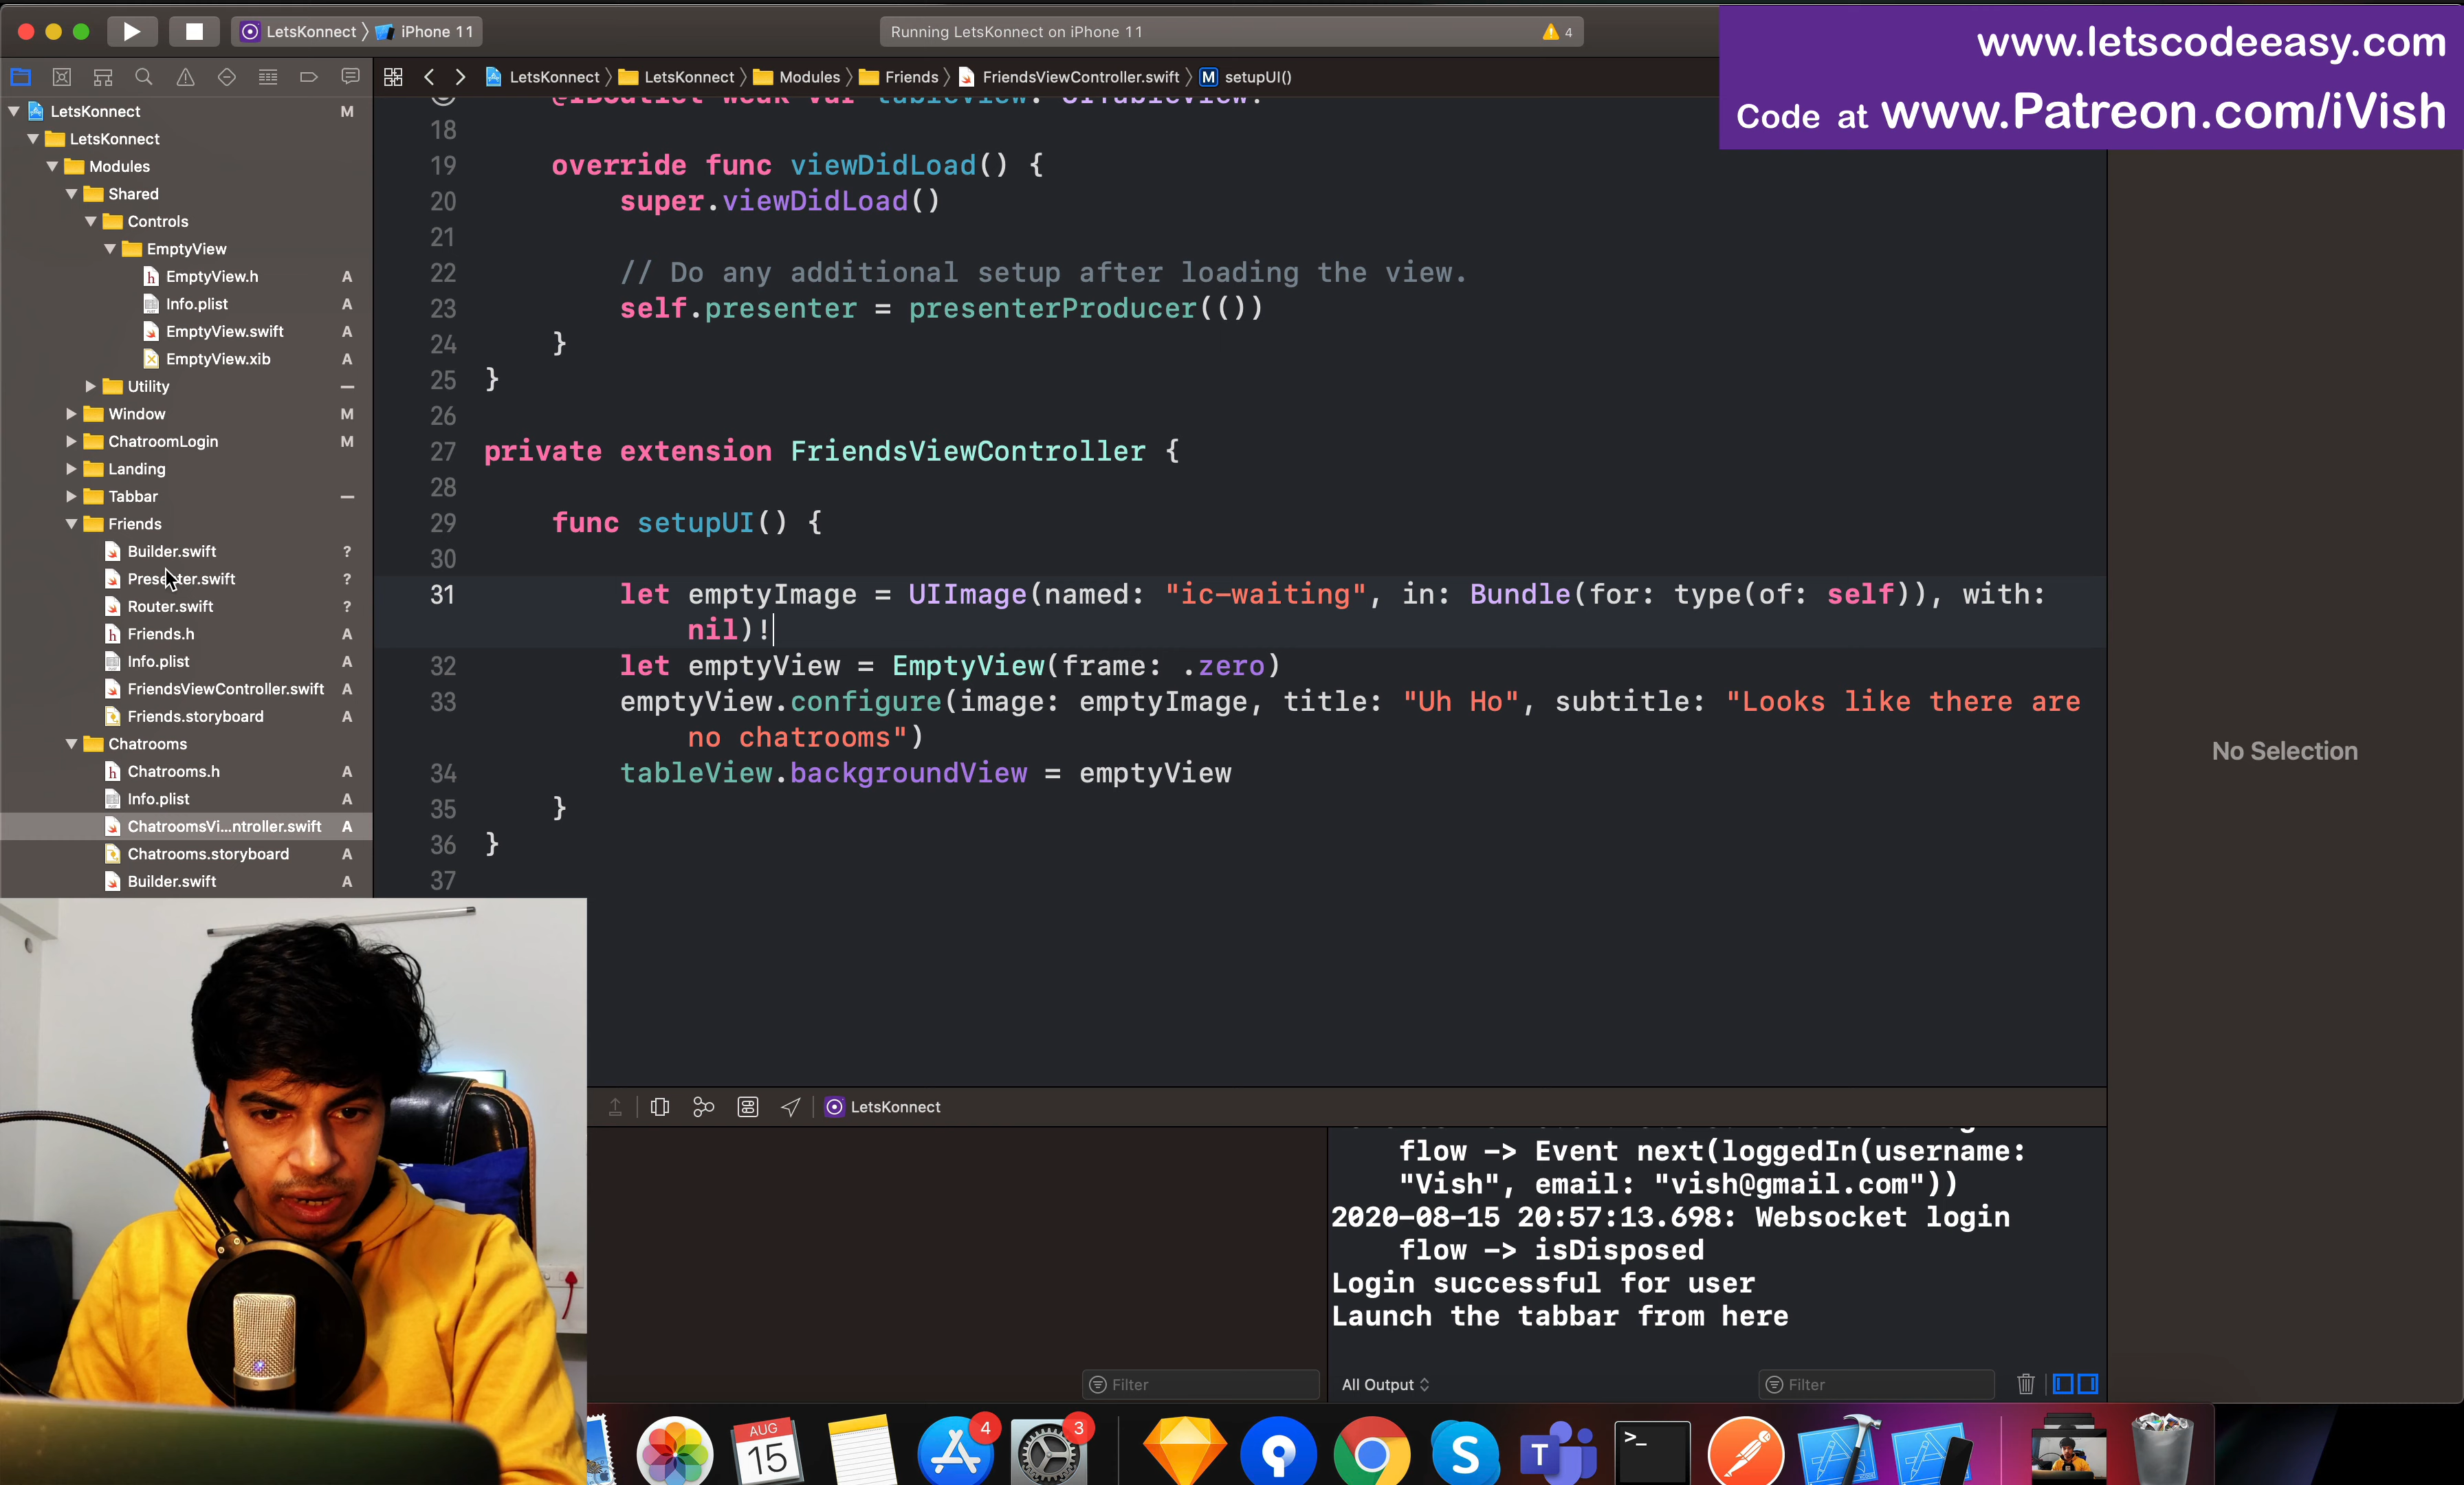 LetsKonnect
iPhone 11
Running LetsKonnect on iPhone 11
4
www.letscodeeasy.com
Code at www.Patreon.com/iVish
LetsKonnect
LetsKonnect
Modules
Friends
FriendsViewController.swift
M
setupUI()
LetsKonnect M
LetsKonnect
Modules
Shared
Controls
EmptyView
EmptyView.h A
Info.plist A
EmptyView.swift A
EmptyView.xib A
Utility
Window M
ChatroomLogin M
Landing
Tabbar
Friends
Builder.swift ?
Presenter.swift ?
Router.swift ?
Friends.h A
Info.plist A
FriendsViewController.swift A
Friends.storyboard A
Chatrooms
Chatrooms.h A
Info.plist A
ChatroomsVi...ntroller.swift A
Chatrooms.storyboard A
Builder.swift A
@IBOutlet weak var tableView: UITableView!
18
19 override func viewDidLoad() {
20 super.viewDidLoad()
21
22 // Do any additional setup after loading the view.
23 self.presenter = presenterProducer(())
24 }
25 }
26
27 private extension FriendsViewController {
28
29 func setupUI() {
30
31 let emptyImage = UIImage(named: "ic-waiting", in: Bundle(for: type(of: self)), with:
nil)!
32 let emptyView = EmptyView(frame: .zero)
33 emptyView.configure(image: emptyImage, title: "Uh Ho", subtitle: "Looks like there are
no chatrooms")
34 tableView.backgroundView = emptyView
35 }
36 }
37
No Selection
LetsKonnect
flow -> Event next(loggedIn(username:
"Vish", email: "vish@gmail.com"))
2020-08-15 20:57:13.698: Websocket login
flow -> isDisposed
Login successful for user
Launch the tabbar from here
Filter
All Output
Filter
AUG
15
4
3
S
T
>_